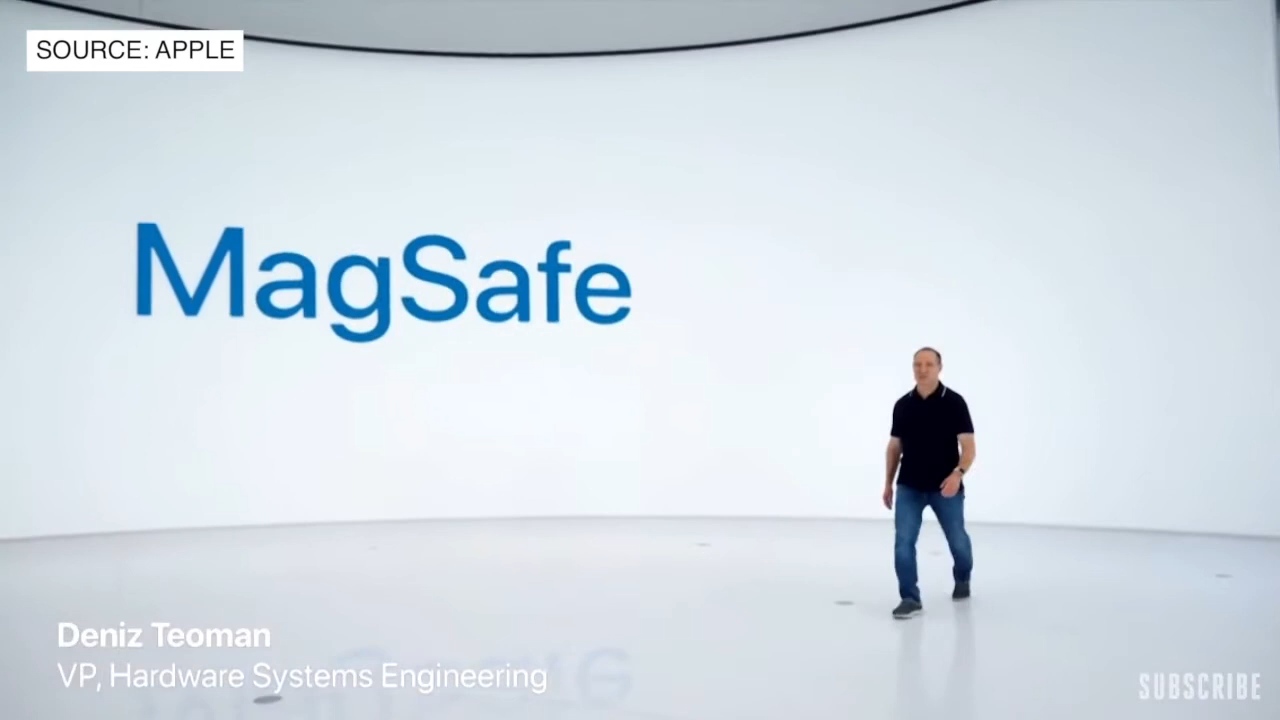 SOURCE: APPLE
MagSafe
Deniz Teoman
VP, Hardware Systems Engineering
SUBSCRIBE